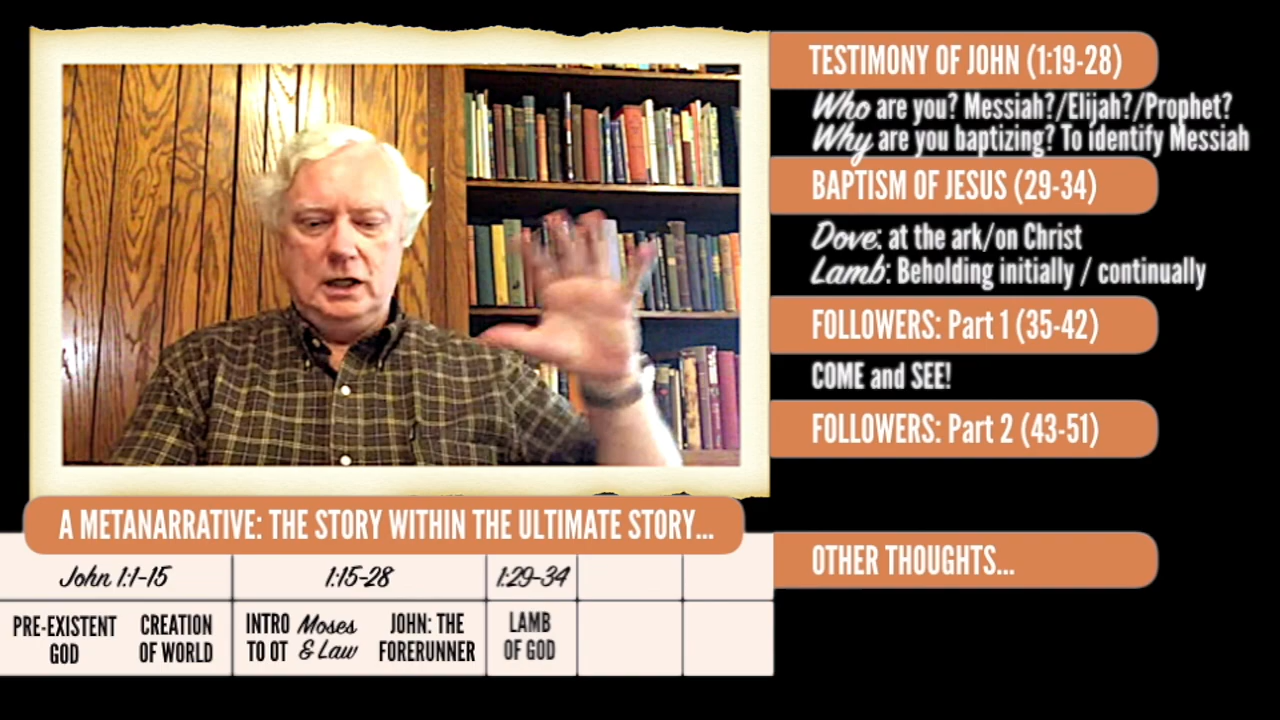 TESTIMONY OF JOHN (1:19-28)
Who are you? Messiah?/Elijah?/Prophet?
Why are you baptizing? To identify Messiah
BAPTISM OF JESUS (29-34)
Dove: at the ark/on Christ
Lamb: Beholding initially / continually
FOLLOWERS: Part 1 (35-42)
COME and SEE!
FOLLOWERS: Part 2 (43-51)
OTHER THOUGHTS...
A METANARRATIVE: THE STORY WITHIN THE ULTIMATE STORY...
John 1:1-15
1:15-28
1:29-34
PRE-EXISTENT
GOD
CREATION
OF WORLD
INTRO
TO OT
Moses
& Law
JOHN: THE
FORERUNNER
LAMB
OF GOD